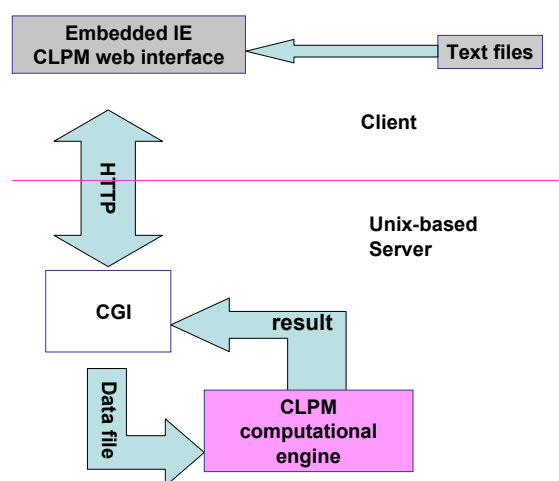 Embedded IE
CLPM web interface
Text files
Client
HTTP
Unix-based
Server
CGI
result
Data file
CLPM
computational
engine